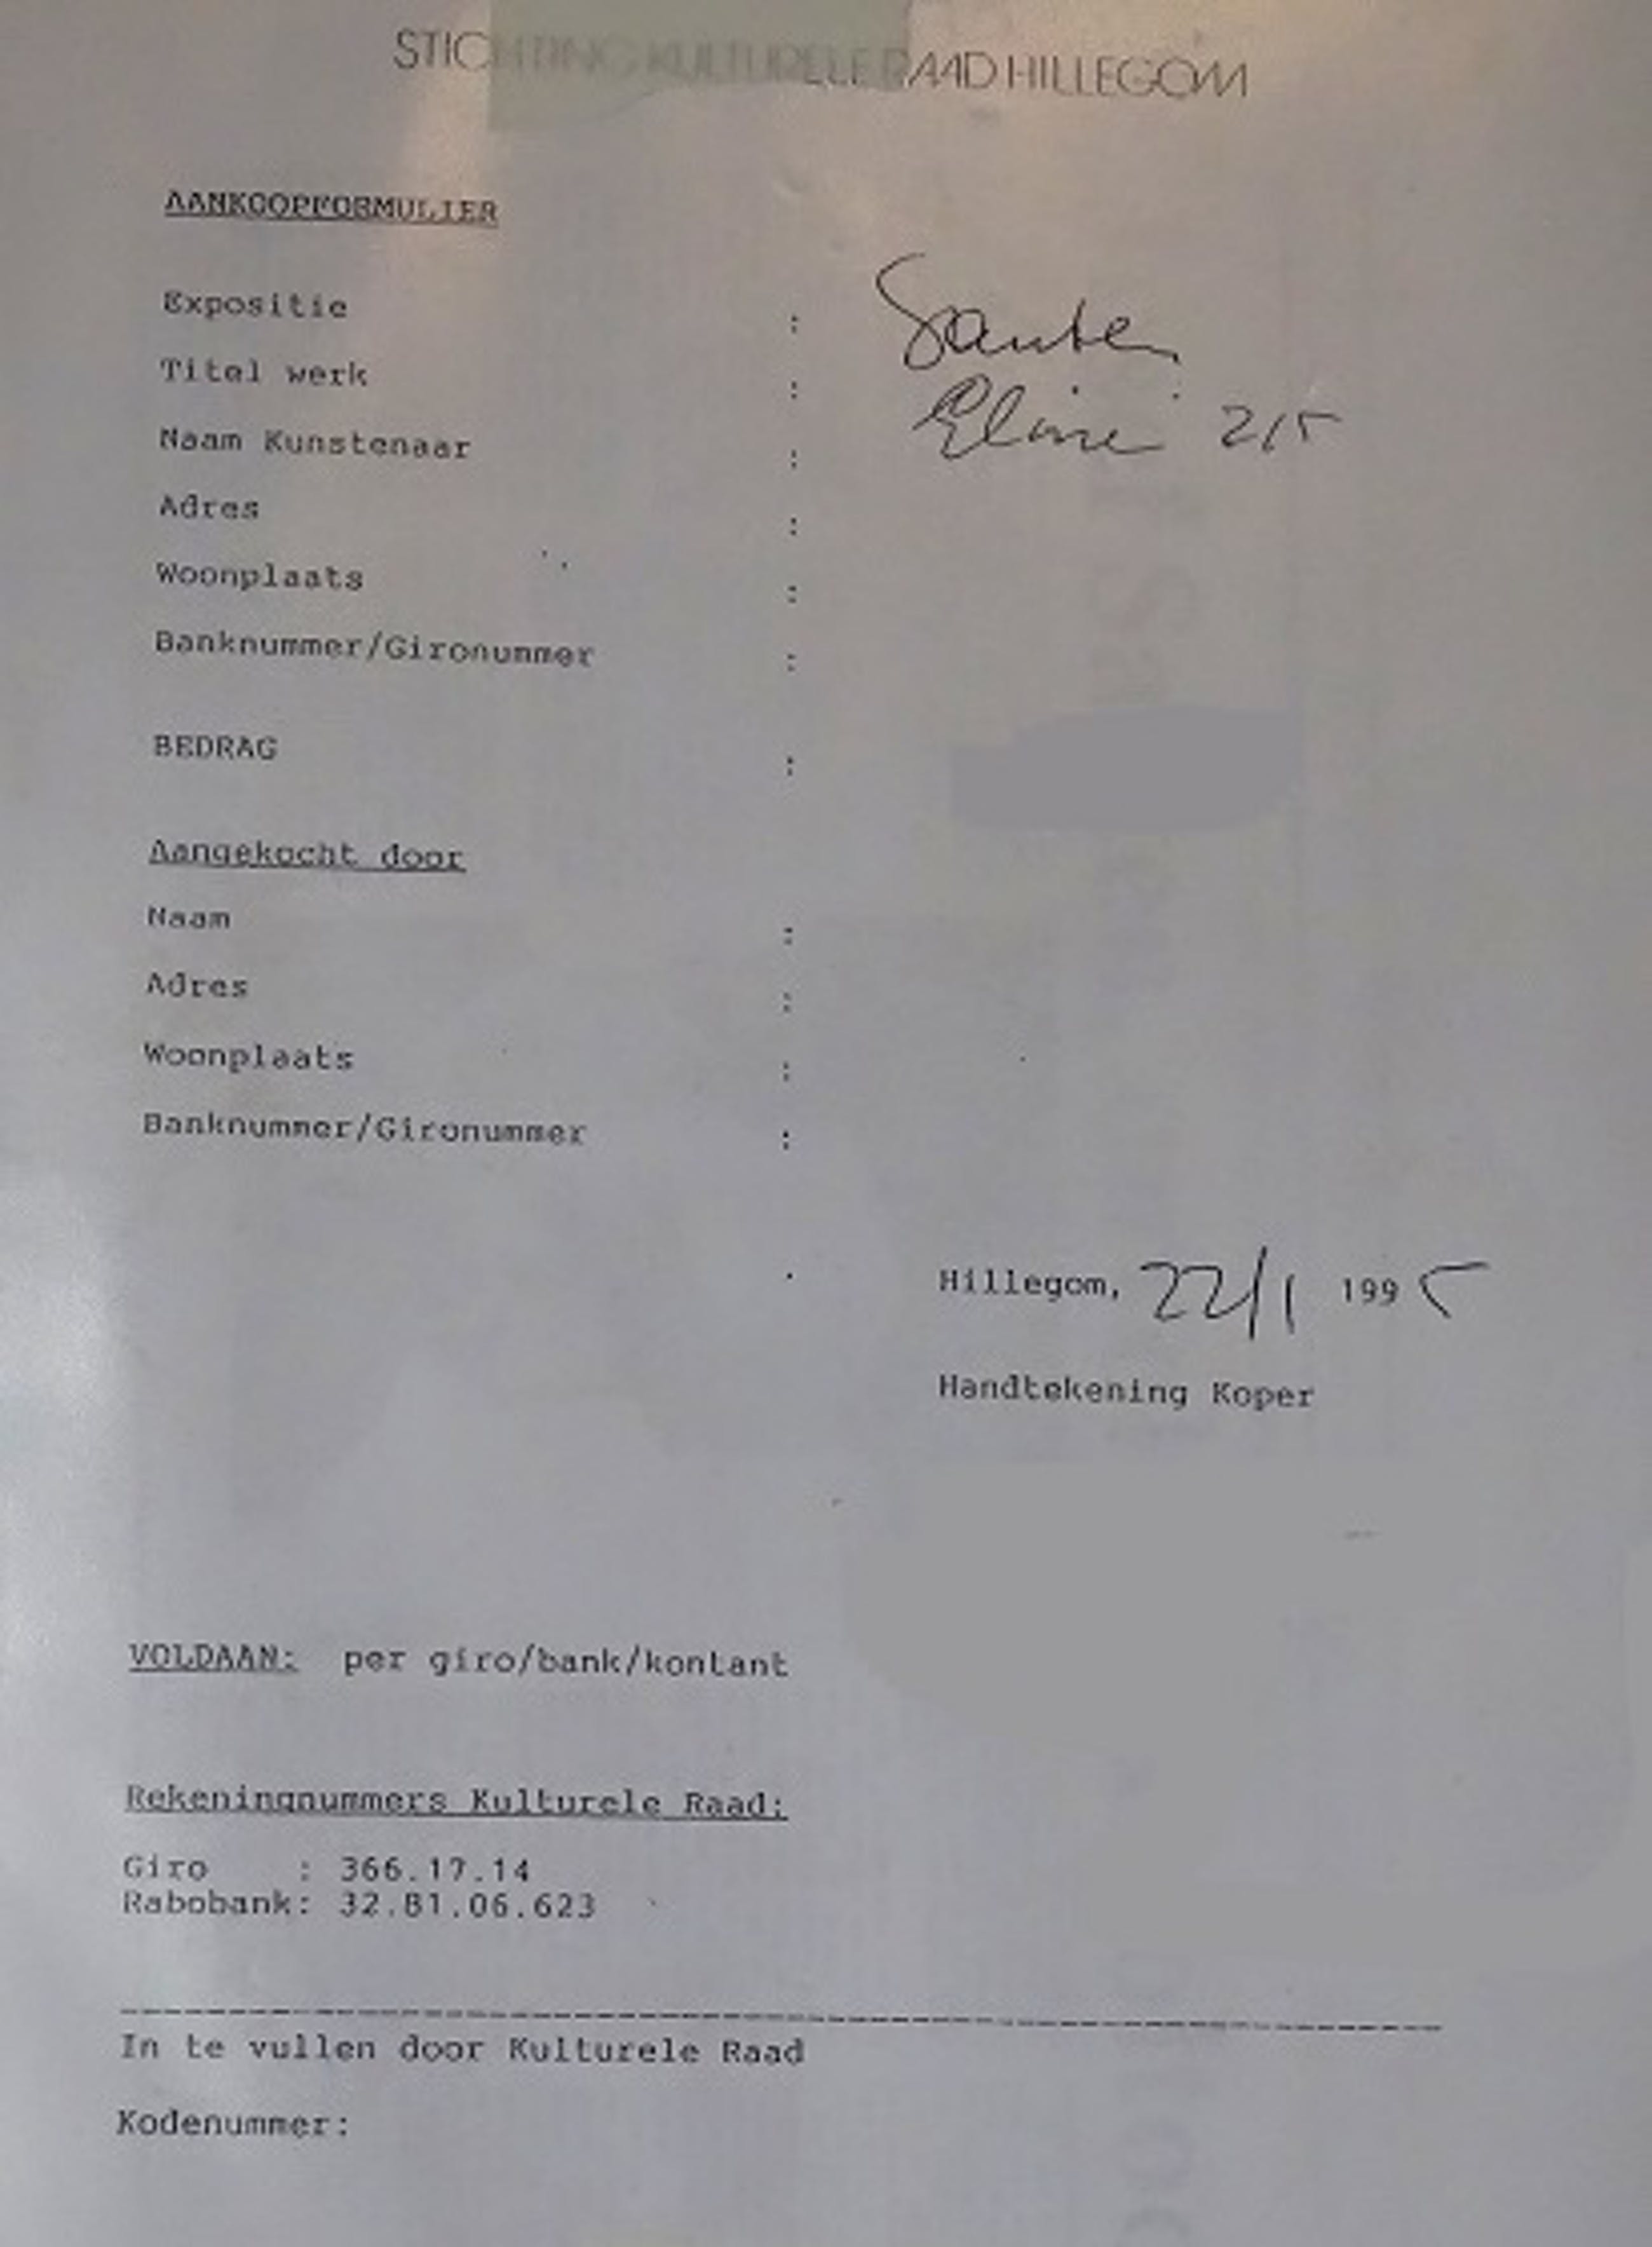 STICHTING KULTURELE RAAD HILLEGOM
AANKOOPFORMULIER
Expositie :
Titel werk :
Naam Kunstenaar : 2/5
Adres :
Woonplaats :
Banknummer/Gironummer :
BEDRAG :
Aangekocht door
Naam :
Adres :
Woonplaats :
Banknummer/Gironummer :
Hillegom, 22/1 1995
Handtekening Koper
VOLDAAN: per giro/bank/kontant
Rekeningnummers Kulturele Raad:
Giro : 366.17.14
Rabobank: 32.81.06.623
In te vullen door Kulturele Raad
Kodenummer: